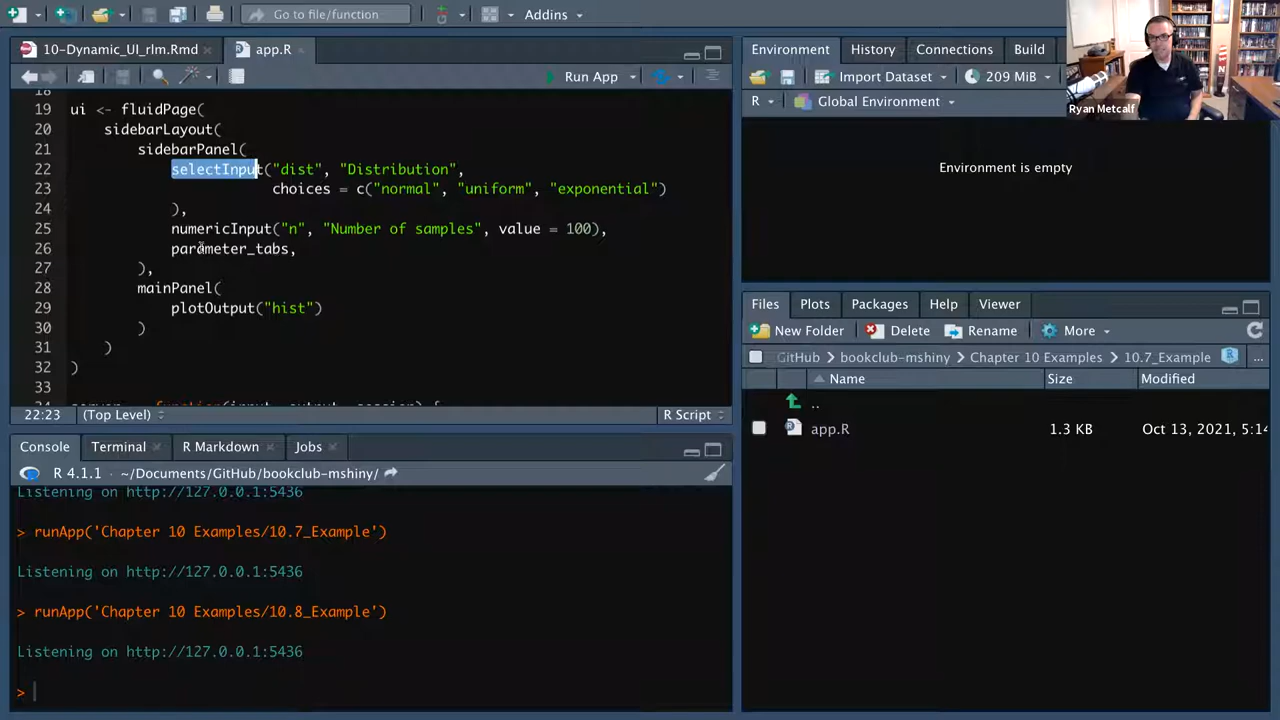 Go to file/function
Addins
10-Dynamic_UI_rlm.Rmd
app.R
Run App
18
19 ui <- fluidPage(
20 sidebarLayout(
21 sidebarPanel(
22 selectInput("dist", "Distribution",
23 choices = c("normal", "uniform", "exponential")
24 ),
25 numericInput("n", "Number of samples", value = 100),
26 parameter_tabs,
27 ),
28 mainPanel(
29 plotOutput("hist")
30 )
31 )
32 )
33
22:23 (Top Level) R Script
Console Terminal R Markdown Jobs
R 4.1.1 · ~/Documents/GitHub/bookclub-mshiny/
Listening on http://127.0.0.1:5436
> runApp('Chapter 10 Examples/10.7_Example')
Listening on http://127.0.0.1:5436
> runApp('Chapter 10 Examples/10.8_Example')
Listening on http://127.0.0.1:5436
>
Environment History Connections Build
Import Dataset 209 MiB
R Global Environment
Environment is empty
Ryan Metcalf
Files Plots Packages Help Viewer
New Folder Delete Rename More
GitHub > bookclub-mshiny > Chapter 10 Examples > 10.7_Example ...
Name Size Modified
..
app.R 1.3 KB Oct 13, 2021, 5:14